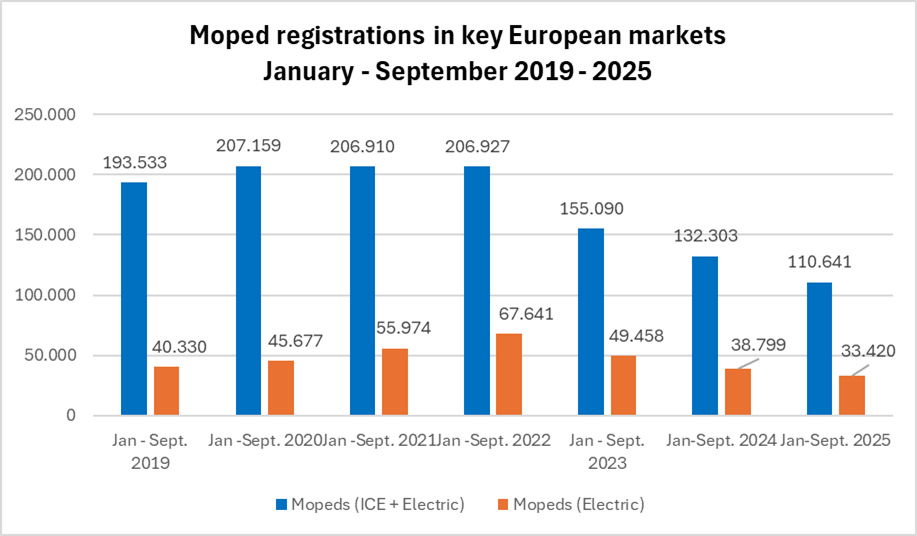 Moped registrations in key European markets
January - September 2019 - 2025
250.000
200.000
150.000
100.000
50.000
0
193.533
207.159
206.910
206.927
155.090
132.303
110.641
40.330
45.677
55.974
67.641
49.458
38.799
33.420
Jan - Sept. 2019
Jan -Sept. 2020
Jan -Sept. 2021
Jan -Sept. 2022
Jan - Sept. 2023
Jan-Sept. 2024
Jan-Sept. 2025
Mopeds (ICE + Electric)
Mopeds (Electric)